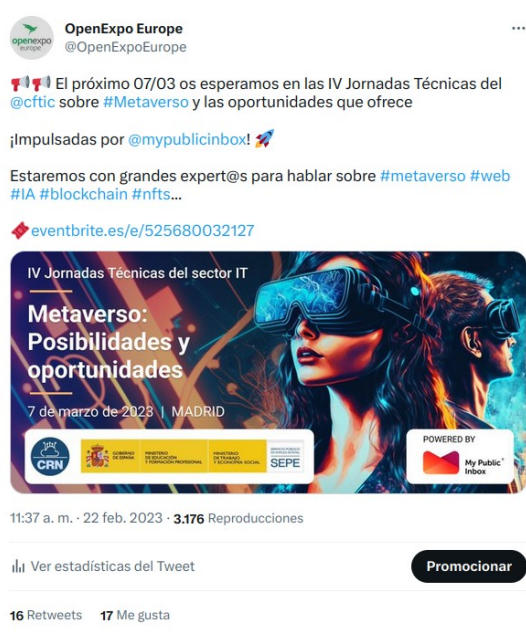 OpenExpo Europe
@OpenExpoEurope
openexpo
europe
El próximo 07/03 os esperamos en las IV Jornadas Técnicas del
@cftic sobre #Metaverso y las oportunidades que ofrece
¡Impulsadas por @mypublicinbox!
Estaremos con grandes expert@s para hablar sobre #metaverso #web
#IA #blockchain #nfts...
eventbrite.es/e/525680032127
IV Jornadas Técnicas del sector IT
Metaverso:
Posibilidades y
oportunidades
7 de marzo de 2023 | MADRID
CRN
GOBIERNO
DE ESPAÑA
MINISTERIO
DE EDUCACIÓN
Y FORMACIÓN PROFESIONAL
MINISTERIO
DE TRABAJO
Y ECONOMÍA SOCIAL
SEPE
POWERED BY
My Public
Inbox
11:37 a. m. · 22 feb. 2023 · 3.176 Reproducciones
Ver estadísticas del Tweet
Promocionar
16 Retweets 17 Me gusta